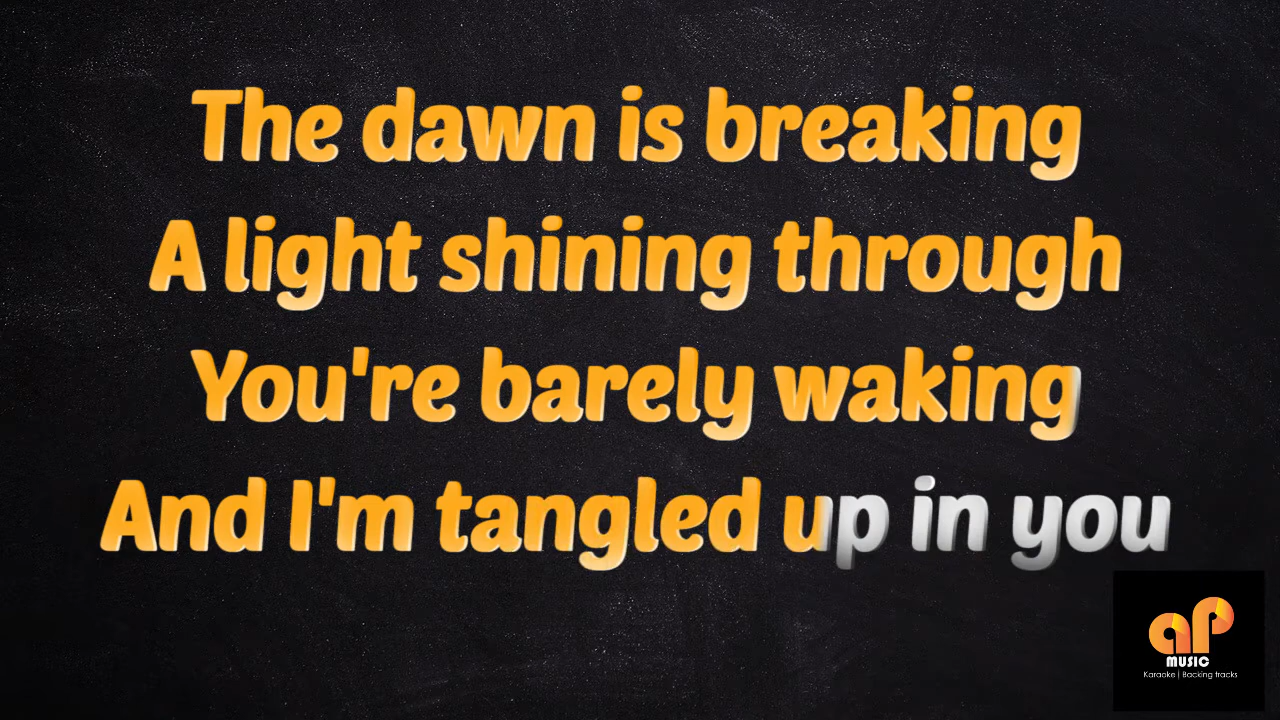 The dawn is breaking
A light shining through
You're barely waking
And I'm tangled up in you
ap
MUSIC
Karaoke | Backing tracks